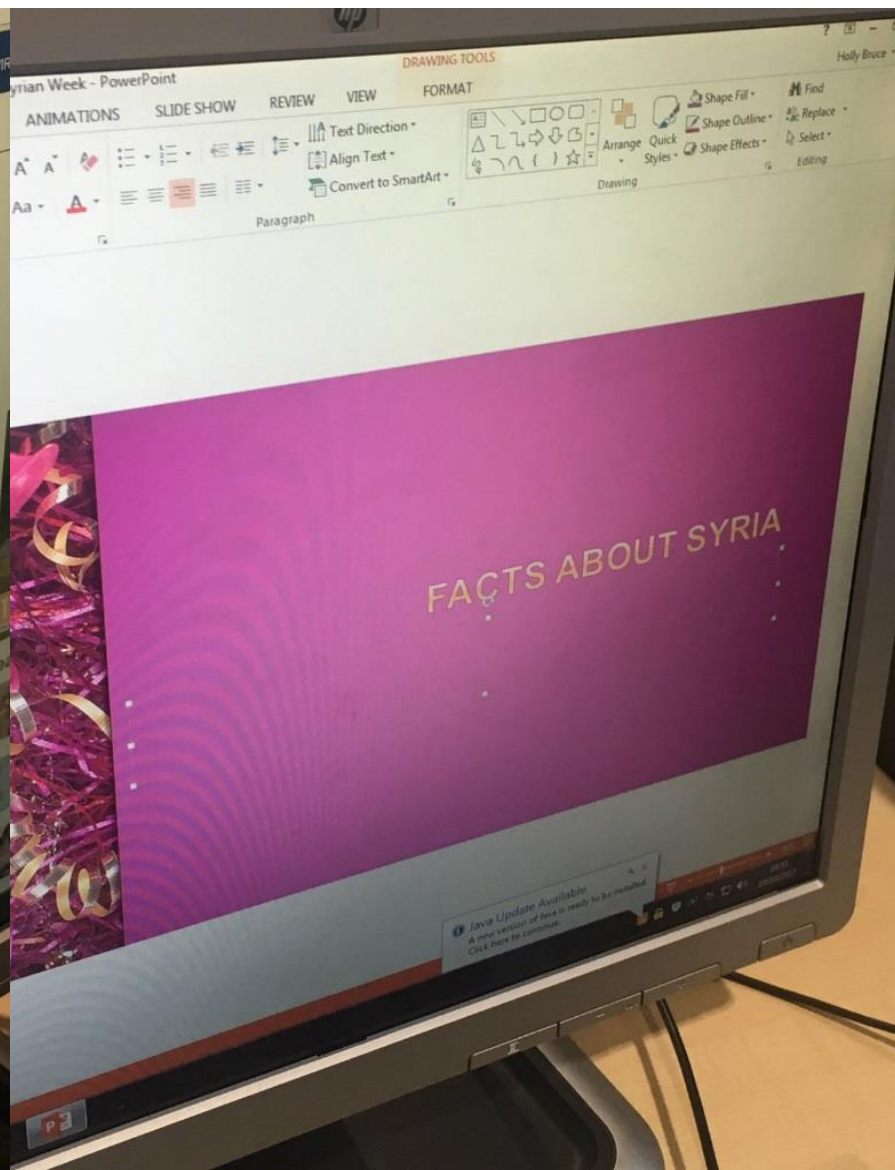 hp
yrian Week - PowerPoint
DRAWING TOOLS
?
Holly Bruce
ANIMATIONS SLIDE SHOW REVIEW VIEW FORMAT
A A
Aa A
Text Direction
Align Text
Convert to SmartArt
Paragraph
Arrange
Quick Styles
Shape Fill
Shape Outline
Shape Effects
Drawing
Find
Replace
Select
Editing
FACTS ABOUT SYRIA
Java Update Available
A new version of Java is ready to be installed.
Click here to continue.
P